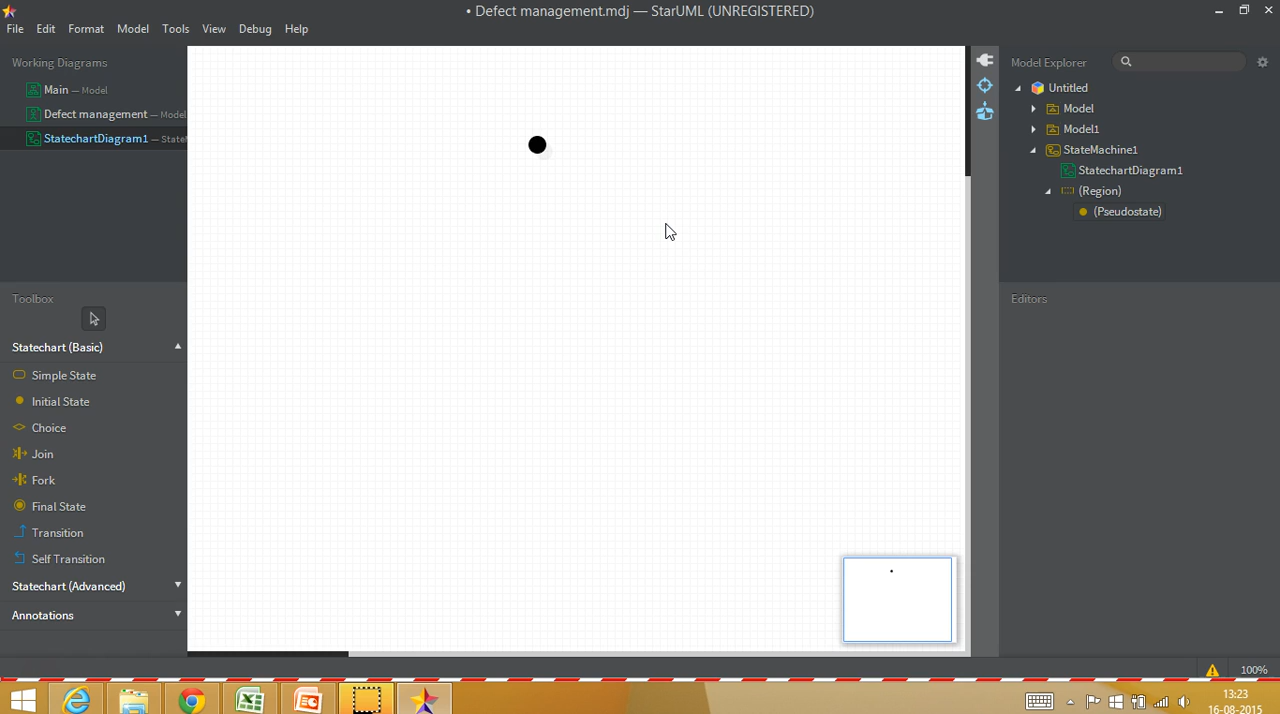 • Defect management.mdj — StarUML (UNREGISTERED)
File Edit Format Model Tools View Debug Help
Working Diagrams
Main — Model
Defect management — Model
StatechartDiagram1 — State
Toolbox
Statechart (Basic)
Simple State
Initial State
Choice
Join
Fork
Final State
Transition
Self Transition
Statechart (Advanced)
Annotations
Model Explorer
Untitled
Model
Model1
StateMachine1
StatechartDiagram1
(Region)
(Pseudostate)
Editors
100%
13:23
16-08-2015